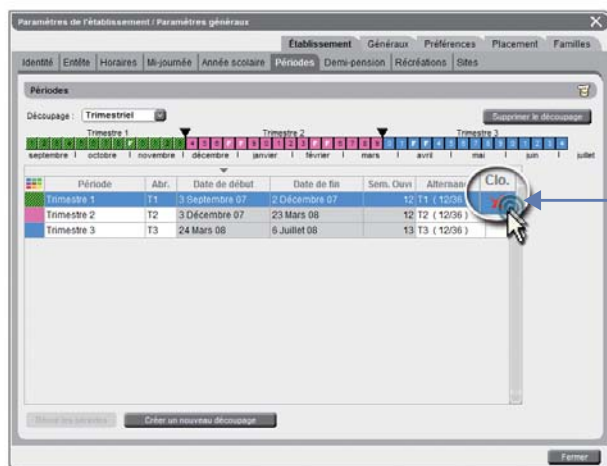 Paramètres de l'établissement / Paramètres généraux
Établissement Généraux Préférences Placement Familles
Identité Entête Horaires Mi-journée Année scolaire Périodes Demi-pension Récréations Sites
Périodes
Découpage : Trimestriel Supprimer le découpage
Trimestre 1 Trimestre 2 Trimestre 3
septembre octobre novembre décembre janvier février mars avril mai juin juillet
Période Abr. Date de début Date de fin Sem. Ouvr Alternan Clo.
Trimestre 1 T1 3 Septembre 07 2 Décembre 07 12 T1 (12/36
Trimestre 2 T2 3 Décembre 07 23 Mars 08 12 T2 (12/36)
Trimestre 3 T3 24 Mars 08 6 Juillet 08 13 T3 (12/36)
Créer un nouveau découpage
Fermer